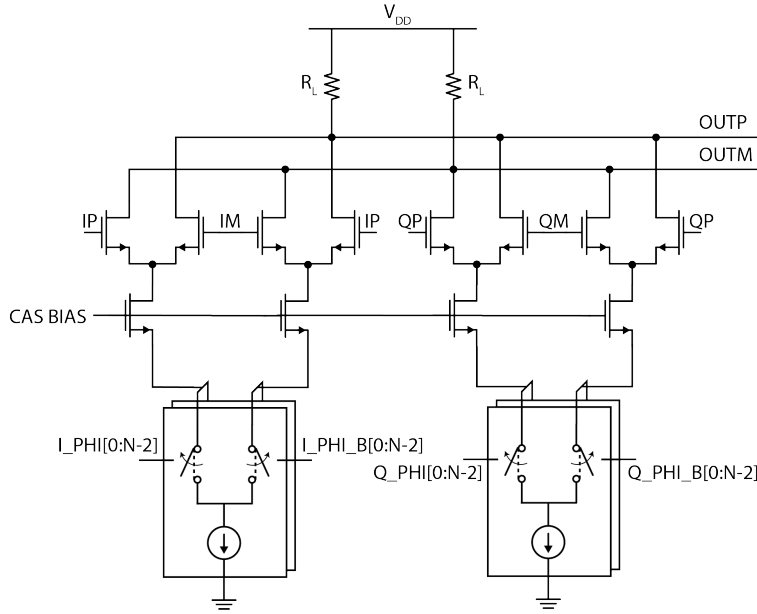 V_DD
R_L
R_L
OUTP
OUTM
IP
IM
IP
QP
QM
QP
CAS BIAS
I_PHI[0:N-2]
I_PHI_B[0:N-2]
Q_PHI[0:N-2]
Q_PHI_B[0:N-2]